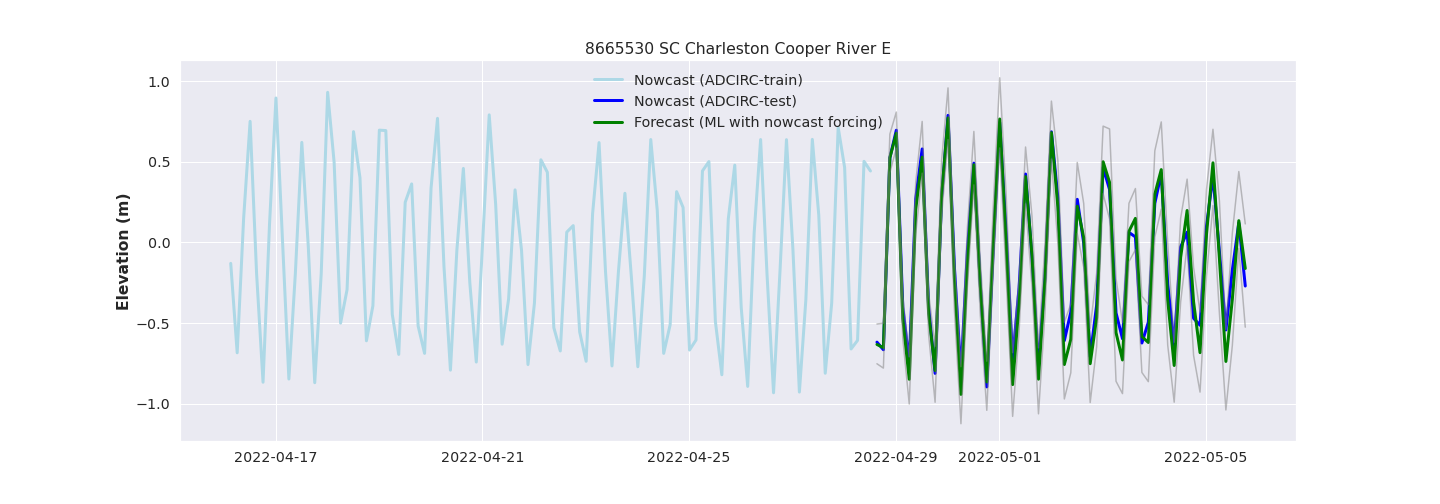 8665530 SC Charleston Cooper River E
Nowcast (ADCIRC-train)
Nowcast (ADCIRC-test)
Forecast (ML with nowcast forcing)
Elevation (m)
1.0
0.5
0.0
−0.5
−1.0
2022-04-17 2022-04-21 2022-04-25 2022-04-29 2022-05-01 2022-05-05